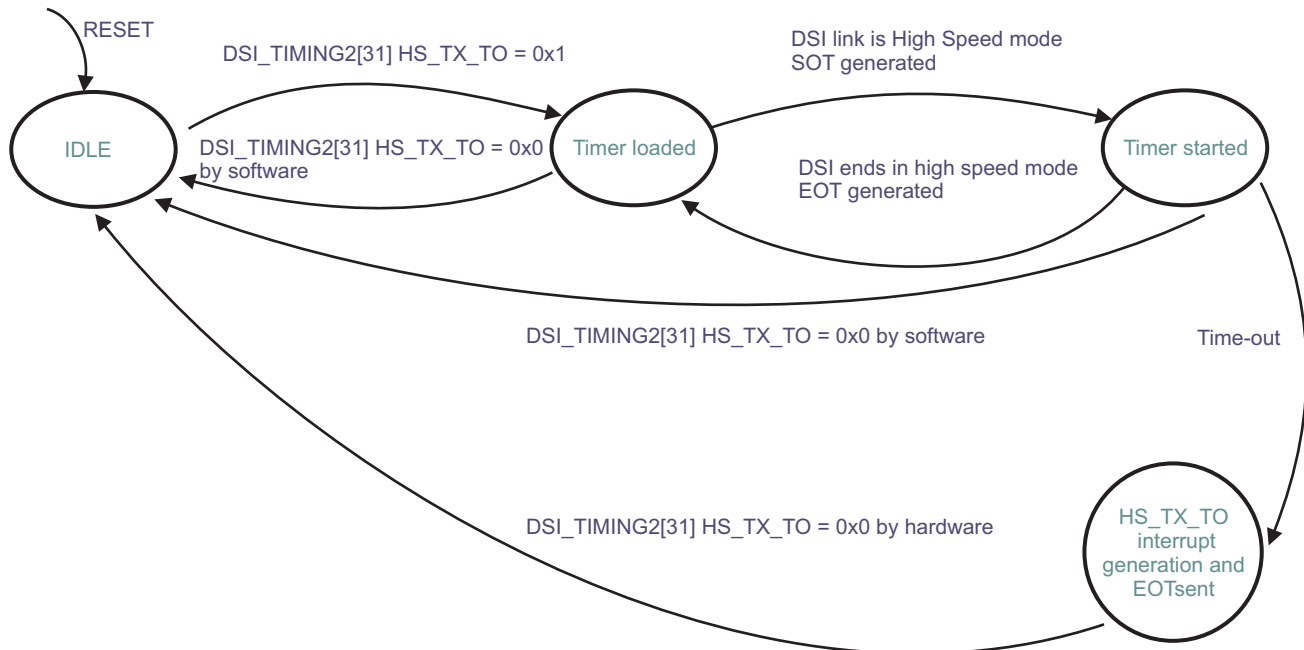 RESET
DSI_TIMING2[31] HS_TX_TO = 0x1
DSI link is High Speed mode
SOT generated
IDLE
DSI_TIMING2[31] HS_TX_TO = 0x0
by software
Timer loaded
DSI ends in high speed mode
EOT generated
Timer started
DSI_TIMING2[31] HS_TX_TO = 0x0 by software
Time-out
DSI_TIMING2[31] HS_TX_TO = 0x0 by hardware
HS_TX_TO
interrupt
generation and
EOTsent